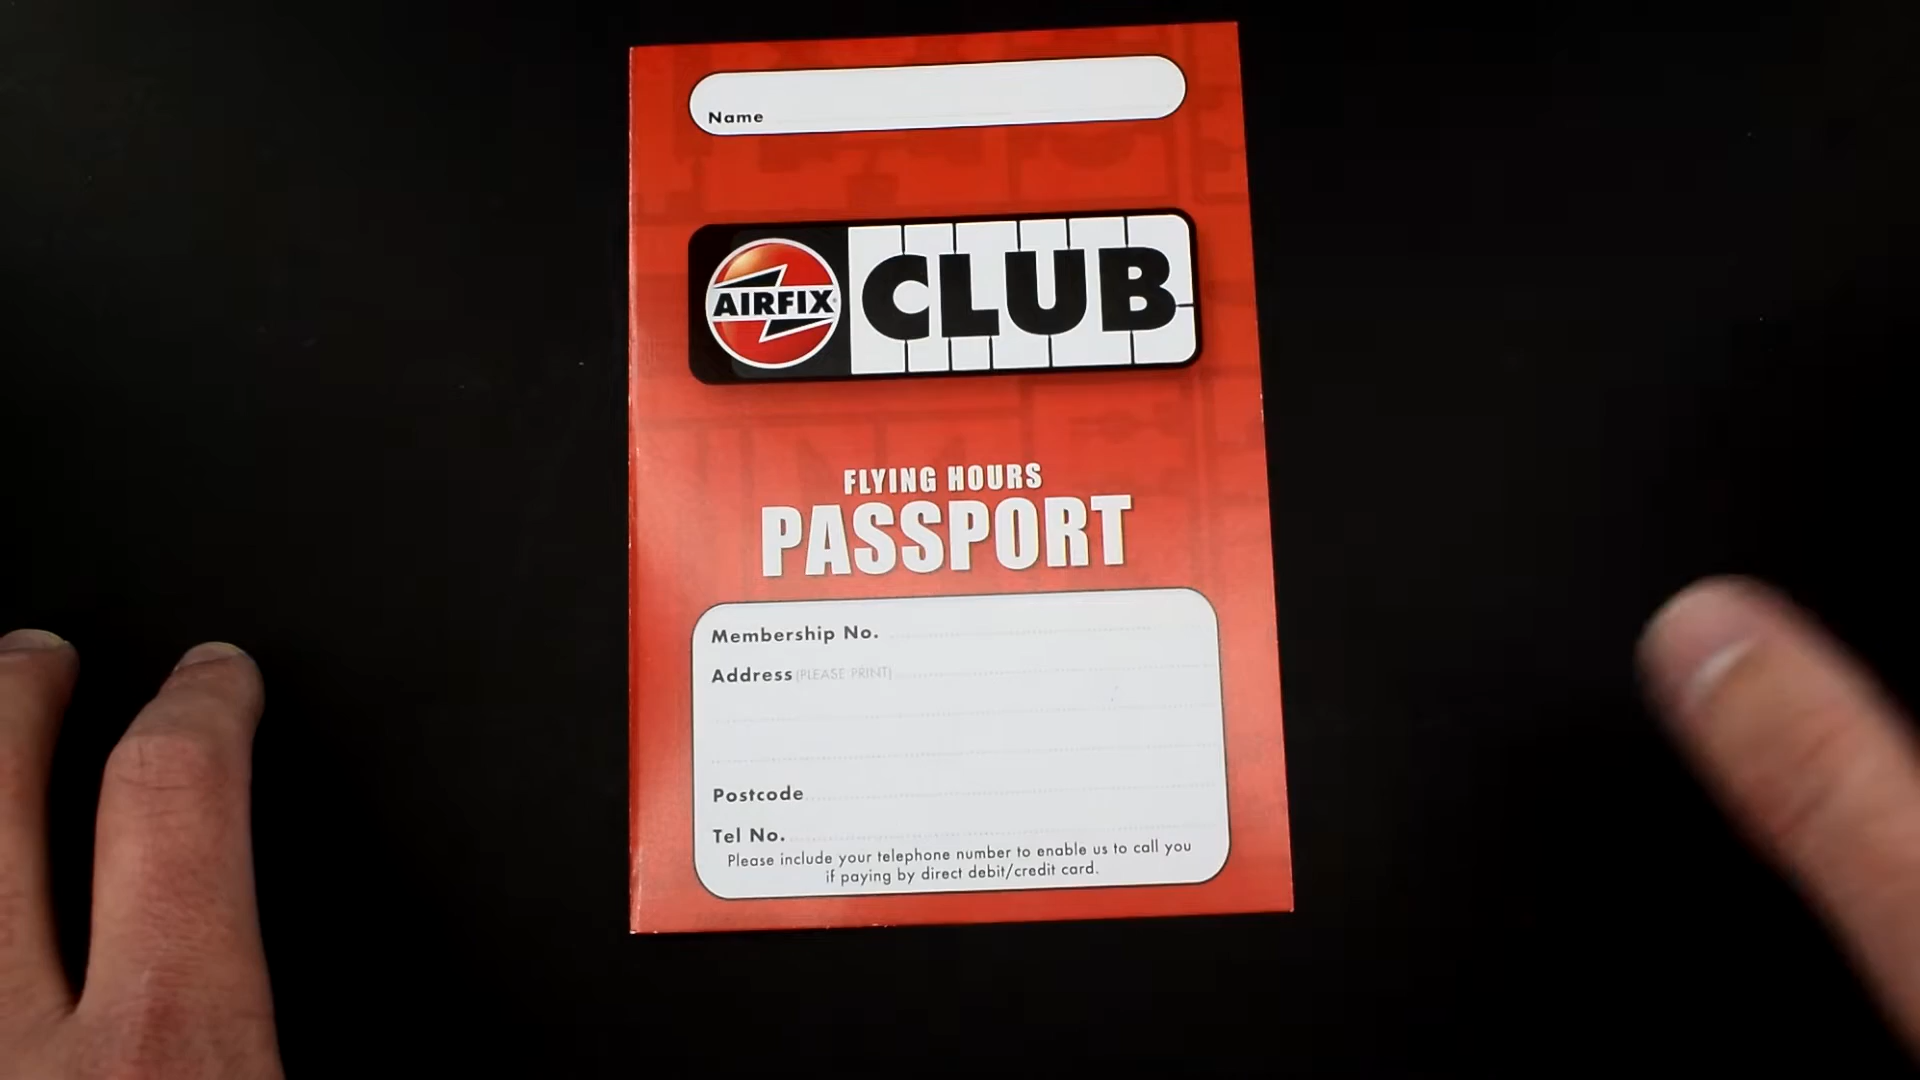 Name
AIRFIX CLUB
FLYING HOURS
PASSPORT
Membership No.
Address (PLEASE PRINT)
Postcode
Tel No.
Please include your telephone number to enable us to call you
if paying by direct debit/credit card.